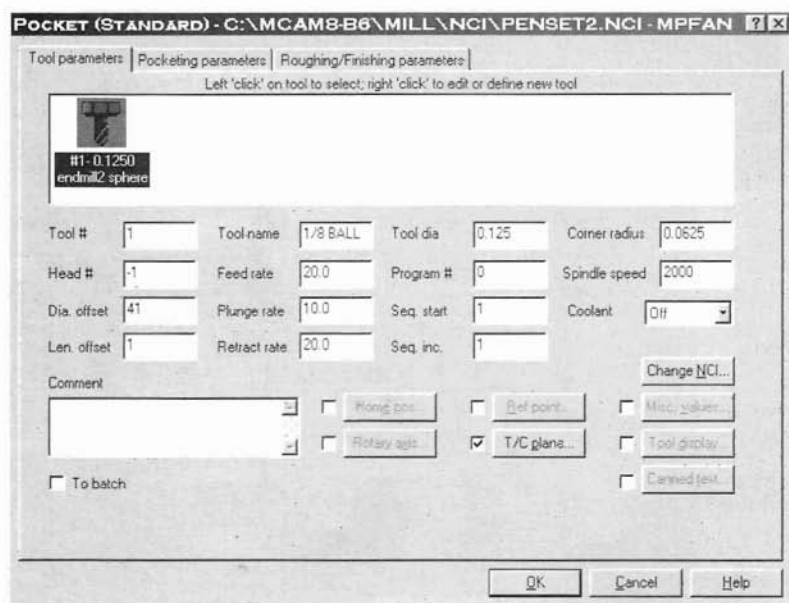 POCKET (STANDARD) - C:\MCAM8-B6\MILL\NCI\PENSET2.NCI - MPFAN ? ×
Tool parameters Pocketing parameters Roughing/Finishing parameters
Left 'click' on tool to select; right 'click' to edit or define new tool
#1- 0.1250
endmill2 sphere
Tool # 1 Tool name 1/8 BALL Tool dia 0.125 Corner radius 0.0625
Head # -1 Feed rate 20.0 Program # 0 Spindle speed 2000
Dia. offset 41 Plunge rate 10.0 Seq. start 1 Coolant Off
Len. offset 1 Retract rate 20.0 Seq. inc. 1
Change NCI...
Comment
Home pos... Ref point... Misc. values...
Rotary axis... T/C plane... Tool display...
To batch Canned text...
OK Cancel Help